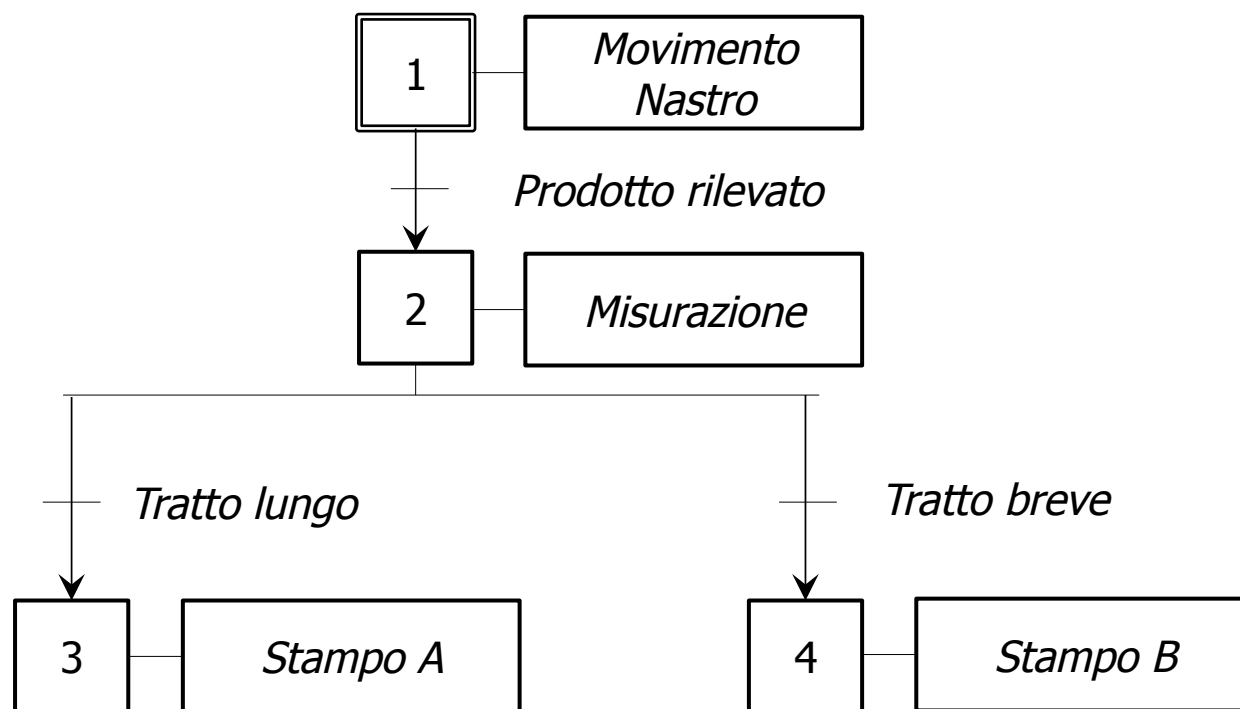 1
Movimento
Nastro
Prodotto rilevato
2
Misurazione
Tratto lungo
Tratto breve
3
Stampo A
4
Stampo B